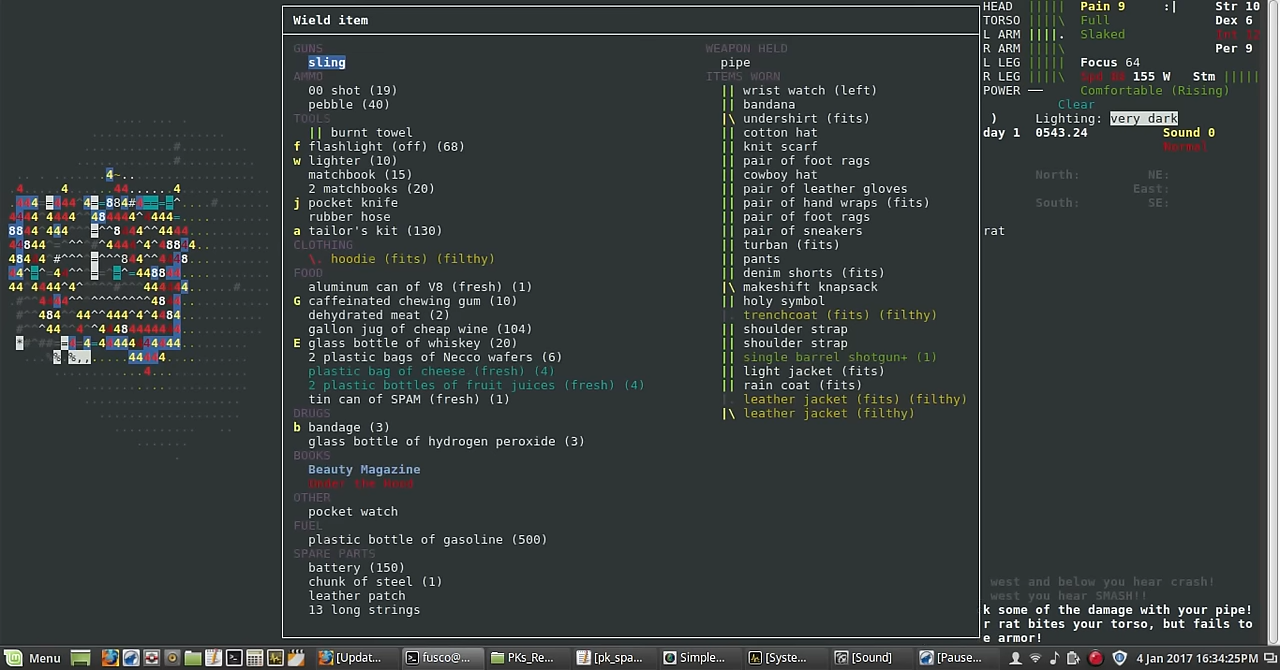 Wield item
GUNS
sling
AMMO
00 shot (19)
pebble (40)
TOOLS
|| burnt towel
f flashlight (off) (68)
w lighter (10)
matchbook (15)
2 matchbooks (20)
j pocket knife
rubber hose
a tailor's kit (130)
CLOTHING
\. hoodie (fits) (filthy)
FOOD
aluminum can of V8 (fresh) (1)
G caffeinated chewing gum (10)
dehydrated meat (2)
gallon jug of cheap wine (104)
E glass bottle of whiskey (20)
2 plastic bags of Necco wafers (6)
plastic bag of cheese (fresh) (4)
2 plastic bottles of fruit juices (fresh) (4)
tin can of SPAM (fresh) (1)
DRUGS
b bandage (3)
glass bottle of hydrogen peroxide (3)
BOOKS
Beauty Magazine
Under the Hood
OTHER
pocket watch
FUEL
plastic bottle of gasoline (500)
SPARE PARTS
battery (150)
chunk of steel (1)
leather patch
13 long strings
WEAPON HELD
pipe
ITEMS WORN
|| wrist watch (left)
|| bandana
|\ undershirt (fits)
|| cotton hat
|| knit scarf
|| pair of foot rags
|| cowboy hat
|| pair of leather gloves
|| pair of hand wraps (fits)
|| pair of foot rags
|| pair of sneakers
|| turban (fits)
|| pants
|| denim shorts (fits)
|\ makeshift knapsack
|| holy symbol
trenchcoat (fits) (filthy)
|| shoulder strap
|| shoulder strap
|| single barrel shotgun+ (1)
|| light jacket (fits)
|| rain coat (fits)
leather jacket (fits) (filthy)
|\ leather jacket (filthy)
HEAD ||||| Pain 9 :| Str 10
TORSO ||||\ Full Dex 6
L ARM ||||. Slaked Int 12
R ARM ||||\ Per 9
L LEG ||||| Focus 64
R LEG ||||\ 155 W Stm |||||
POWER — Comfortable (Rising)
Clear
) Lighting: very dark
day 1 0543.24 Sound 0
Normal
North: NE:
East:
South: SE:
rat
west and below you hear crash!
west you hear SMASH!!
k some of the damage with your pipe!
r rat bites your torso, but fails to
e armor!
Menu
[Updat...
fusco@...
PKs_Re...
[pk_spa...
Simple...
[Syste...
[Sound]
[Pause...
4 Jan 2017 16:34:25PM